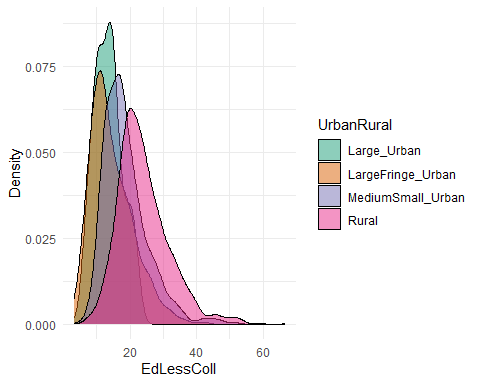 0.075
0.050
0.025
0.000
Density
20
40
60
EdLessColl
UrbanRural
Large_Urban
LargeFringe_Urban
MediumSmall_Urban
Rural